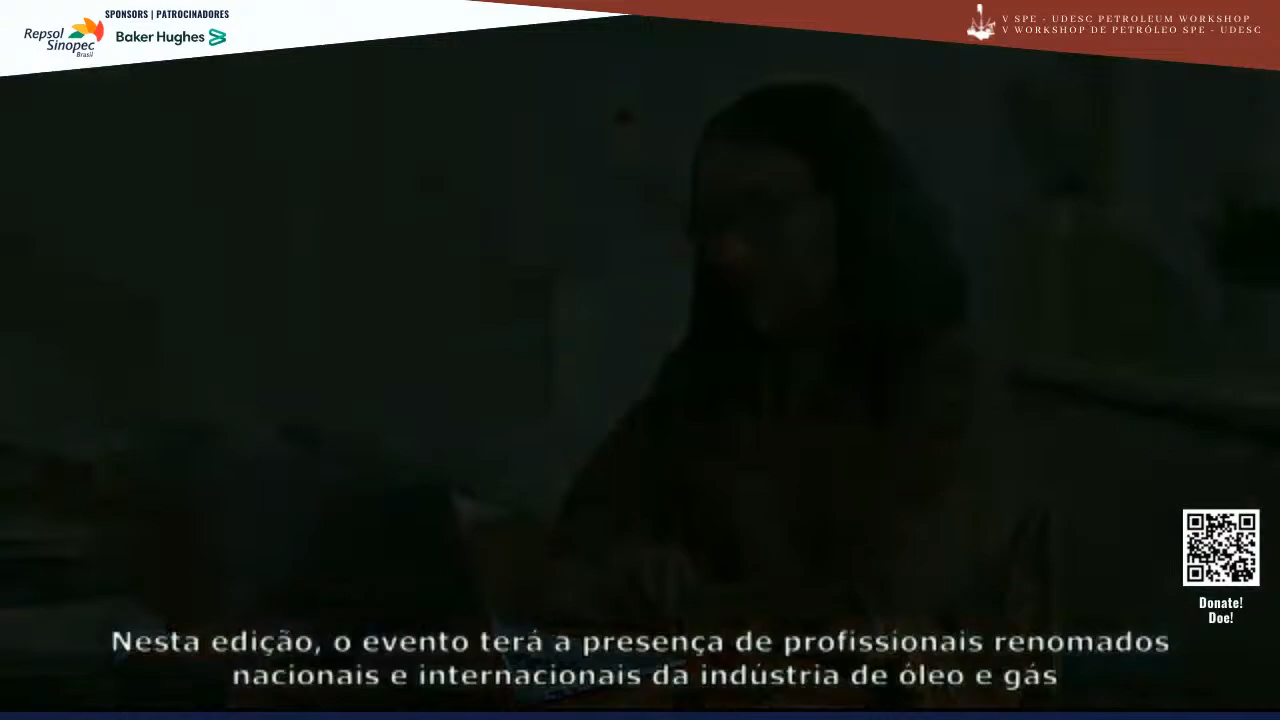 SPONSORS | PATROCINADORES
Repsol
Sinopec
Brasil
Baker Hughes
V SPE - UDESC PETROLEUM WORKSHOP
V WORKSHOP DE PETRÓLEO SPE - UDESC
Donate!
Doe!
Nesta edição, o evento terá a presença de profissionais renomados
nacionais e internacionais da indústria de óleo e gás